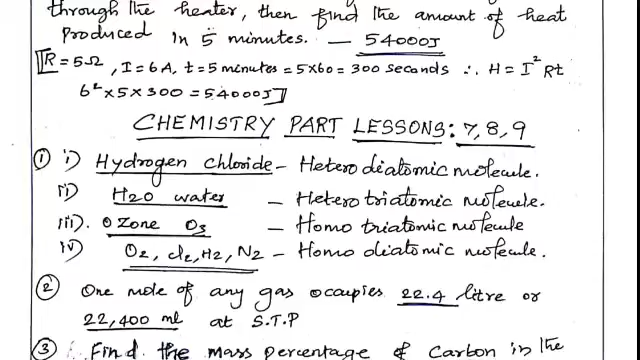 through the heater, then find the amount of heat
produced in 5 minutes. — 54000J
[R = 5Ω, I = 6A, t = 5 minutes = 5×60 = 300 seconds ∴ H = I² Rt
6² × 5 × 300 = 54000J]
CHEMISTRY PART LESSONS: 7, 8, 9
① i) Hydrogen chloride – Hetero diatomic molecule.
ii) H2O water – Hetero triatomic molecule.
iii). Ozone O3 – Homo triatomic molecule
iv) O2, cl2, H2, N2 – Homo diatomic molecule.
② One mole of any gas occupies 22.4 litre or
22,400 ml at S.T.P
③ Find the mass percentage of carbon in the